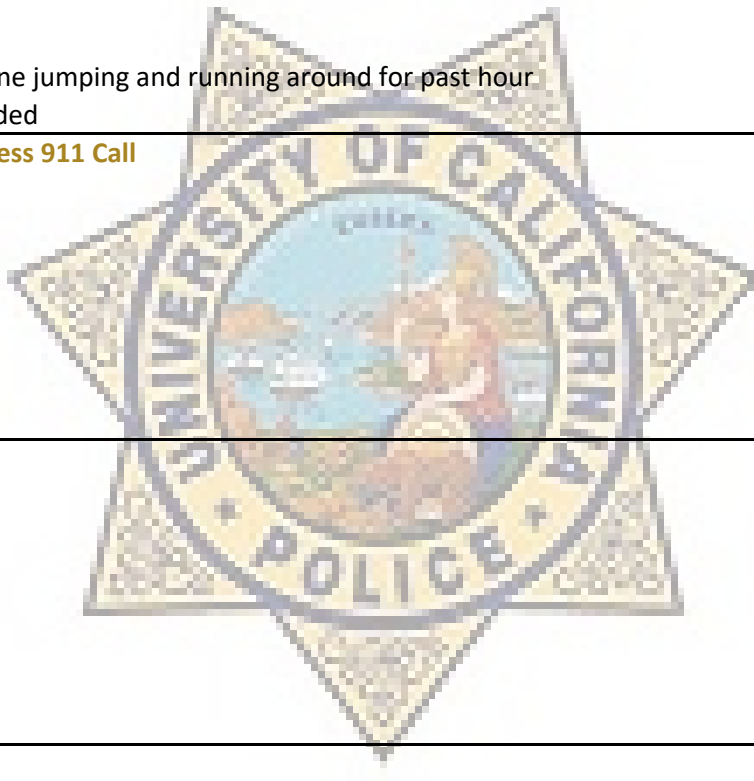 ne jumping and running around for past hour
ded
ess 911 Call
UNIVERSITY OF CALIFORNIA
POLICE